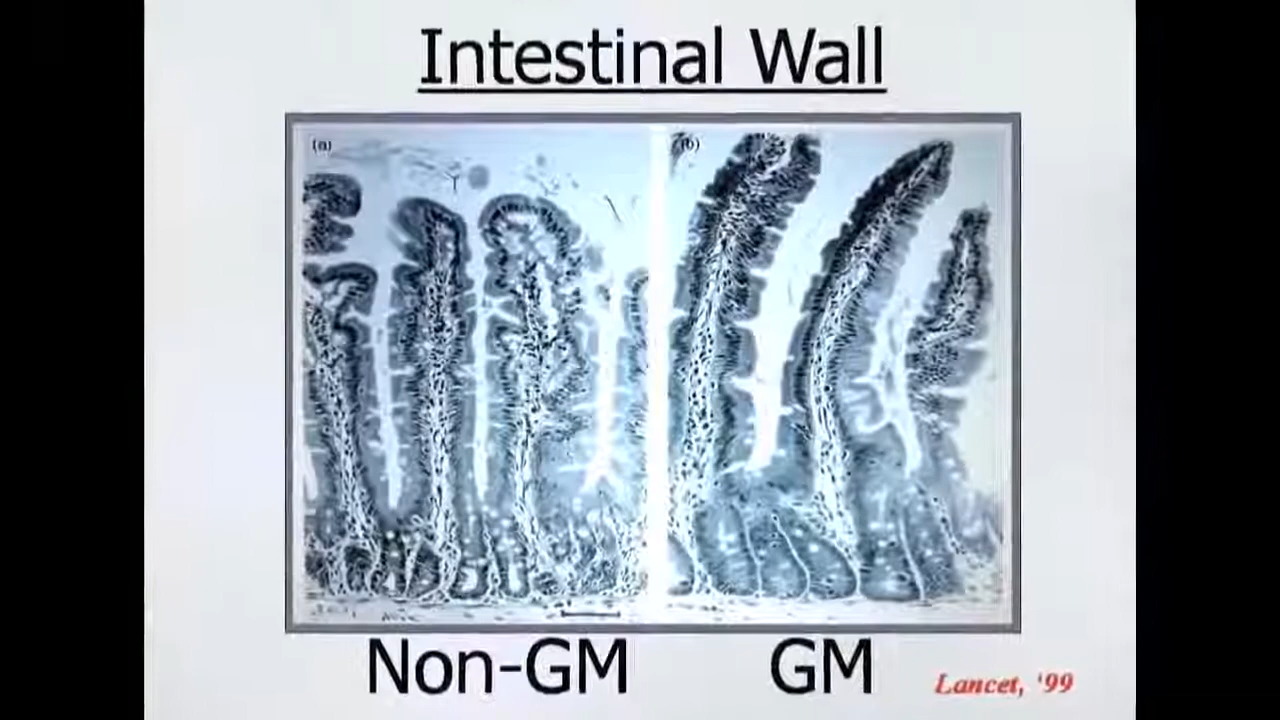 Intestinal Wall
(a)
(b)
Non-GM
GM
Lancet, '99